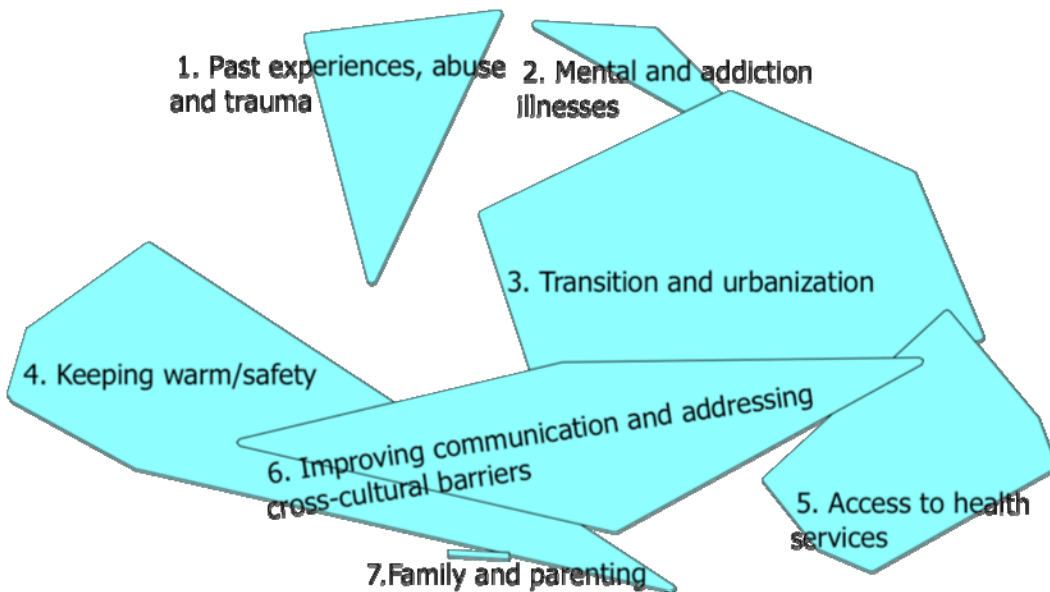 1. Past experiences, abuse
and trauma
2. Mental and addiction
illnesses
3. Transition and urbanization
4. Keeping warm/safety
6. Improving communication and addressing
cross-cultural barriers
5. Access to health
services
7.Family and parenting